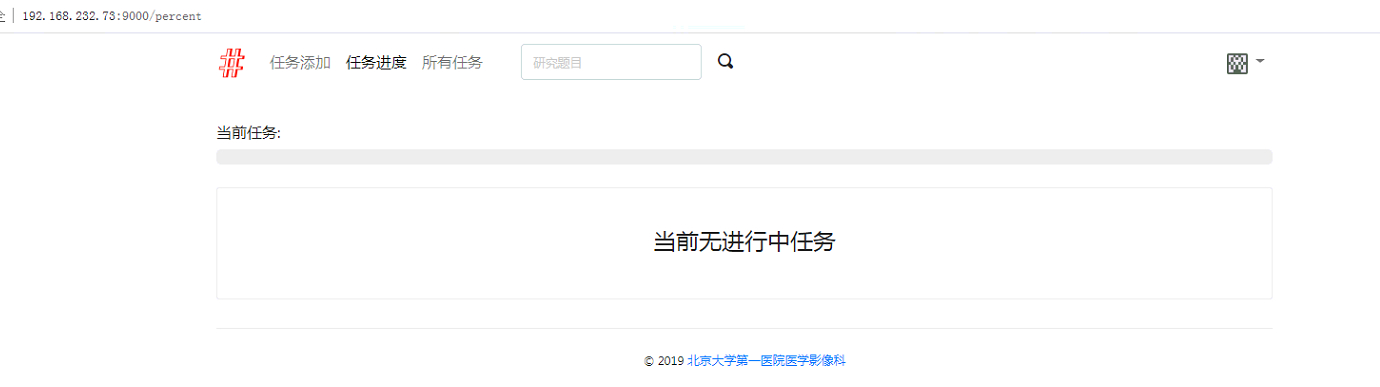 全 192.168.232.73:9000/percent
# 任务添加 任务进度 所有任务 研究题目
当前任务:
当前无进行中任务
© 2019 北京大学第一医院医学影像科